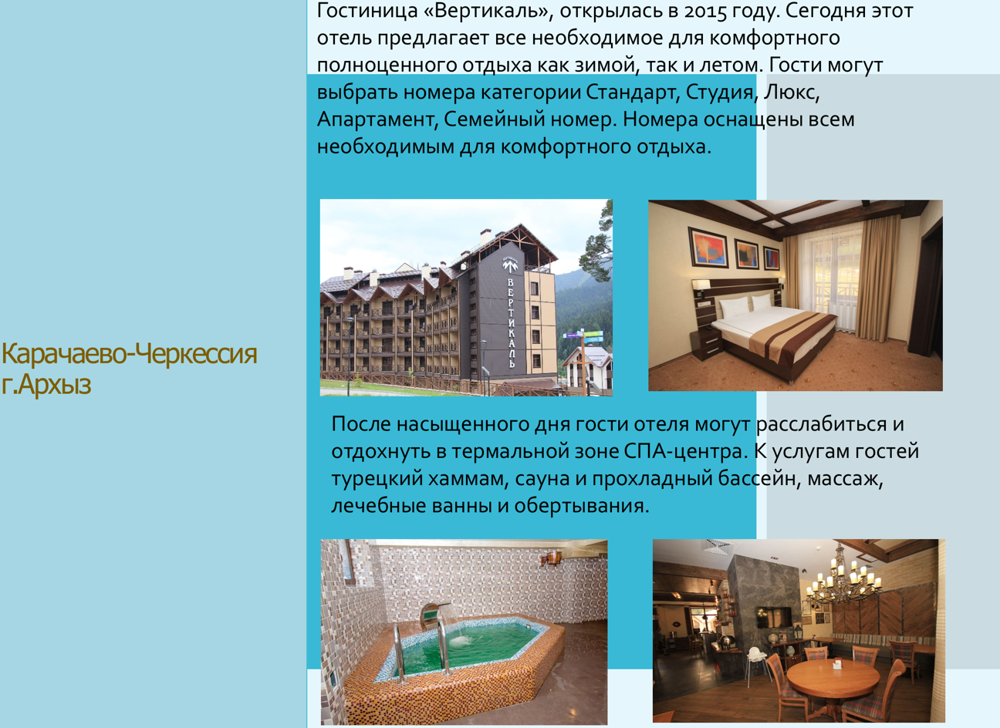 Гостиница «Вертикаль», открылась в 2015 году. Сегодня этот
отель предлагает все необходимое для комфортного
полноценного отдыха как зимой, так и летом. Гости могут
выбрать номера категории Стандарт, Студия, Люкс,
Апартамент, Семейный номер. Номера оснащены всем
необходимым для комфортного отдыха.
Карачаево-Черкессия
г.Архыз
ВЕРТИКАЛЬ
После насыщенного дня гости отеля могут расслабиться и
отдохнуть в термальной зоне СПА-центра. К услугам гостей
турецкий хаммам, сауна и прохладный бассейн, массаж,
лечебные ванны и обертывания.